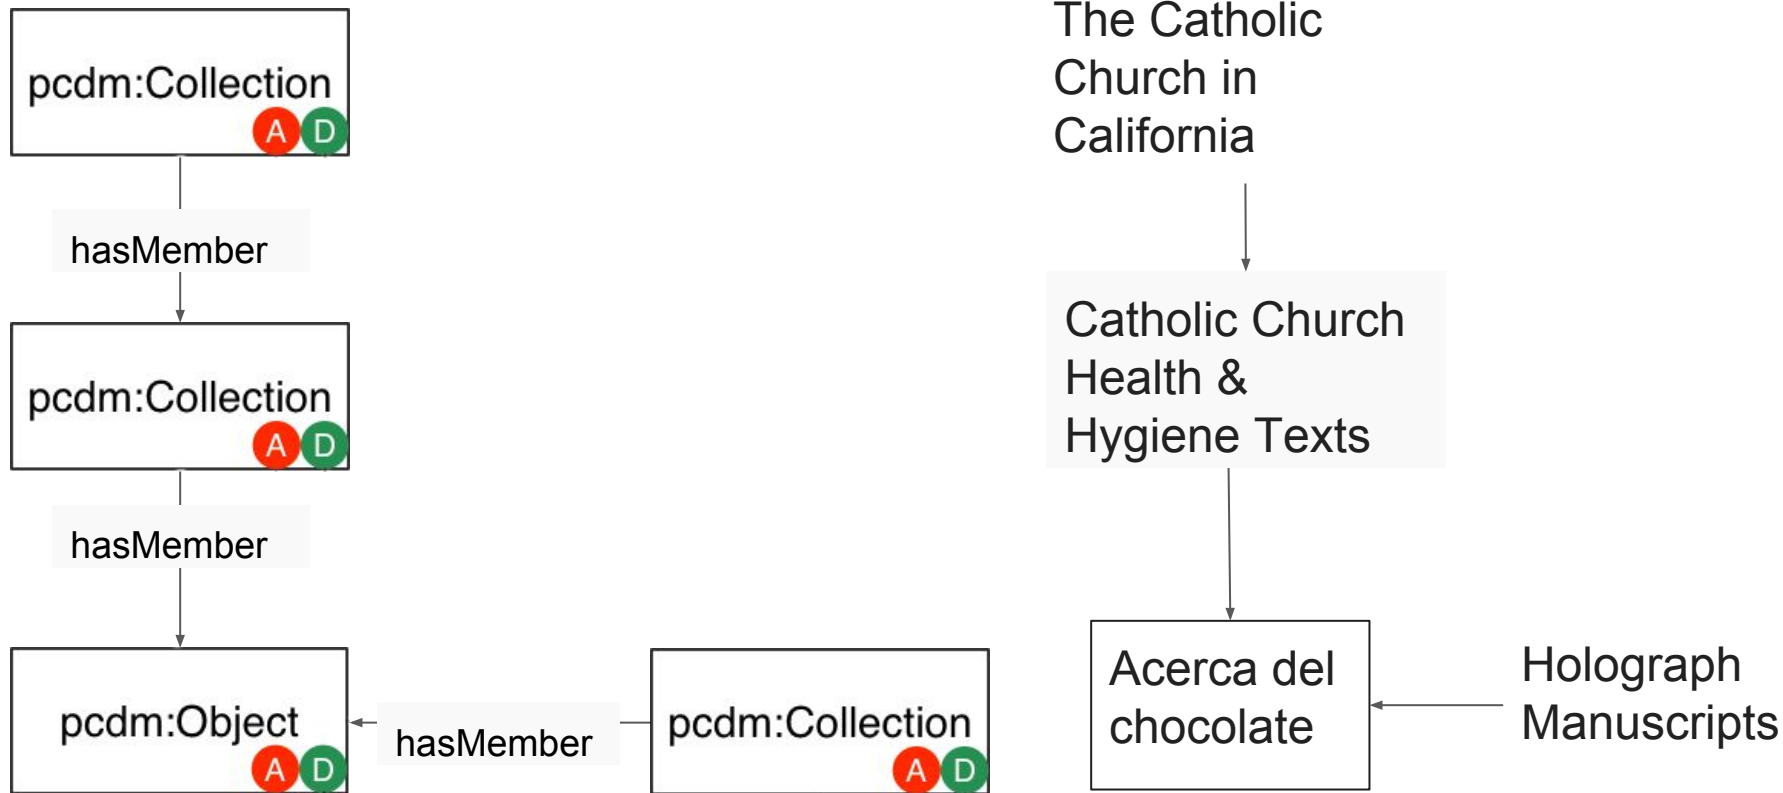 pcdm:Collection
A D
hasMember
pcdm:Collection
A D
hasMember
pcdm:Object
A D
hasMember
pcdm:Collection
A D
The Catholic
Church in
California
Catholic Church
Health &
Hygiene Texts
Acerca del
chocolate
Holograph
Manuscripts